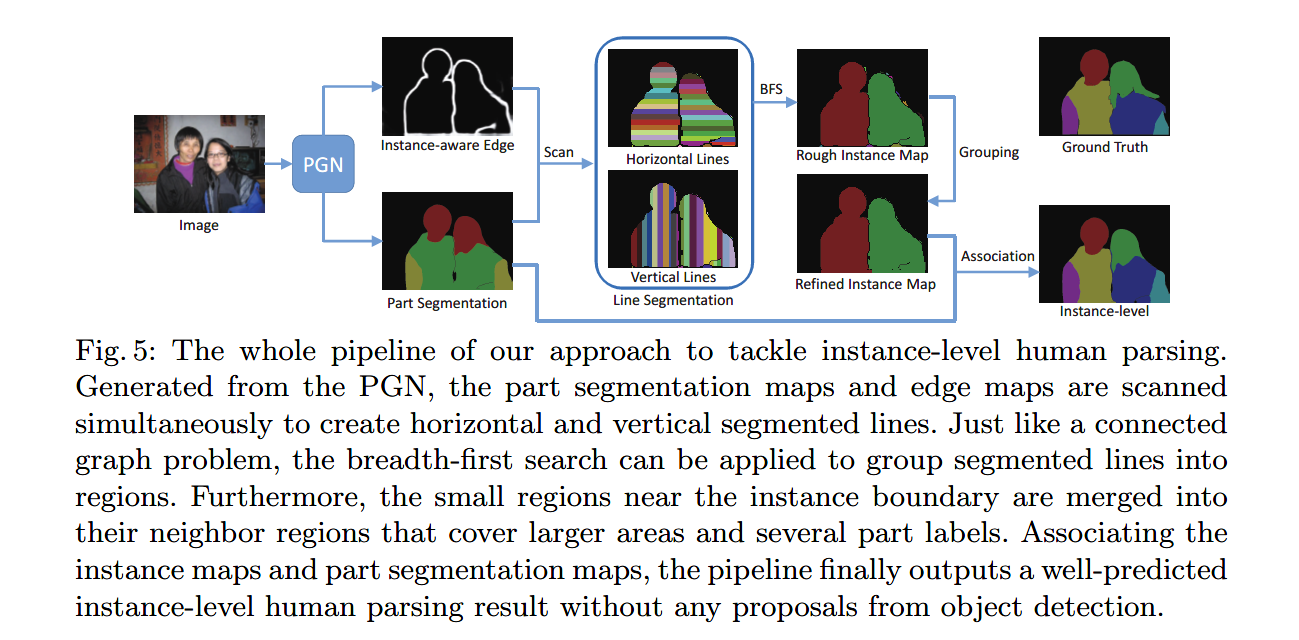 Image
PGN
Instance-aware Edge
Part Segmentation
Scan
Horizontal Lines
Vertical Lines
Line Segmentation
BFS
Rough Instance Map
Grouping
Refined Instance Map
Association
Ground Truth
Instance-level
Fig. 5: The whole pipeline of our approach to tackle instance-level human parsing.
Generated from the PGN, the part segmentation maps and edge maps are scanned
simultaneously to create horizontal and vertical segmented lines. Just like a connected
graph problem, the breadth-first search can be applied to group segmented lines into
regions. Furthermore, the small regions near the instance boundary are merged into
their neighbor regions that cover larger areas and several part labels. Associating the
instance maps and part segmentation maps, the pipeline finally outputs a well-predicted
instance-level human parsing result without any proposals from object detection.